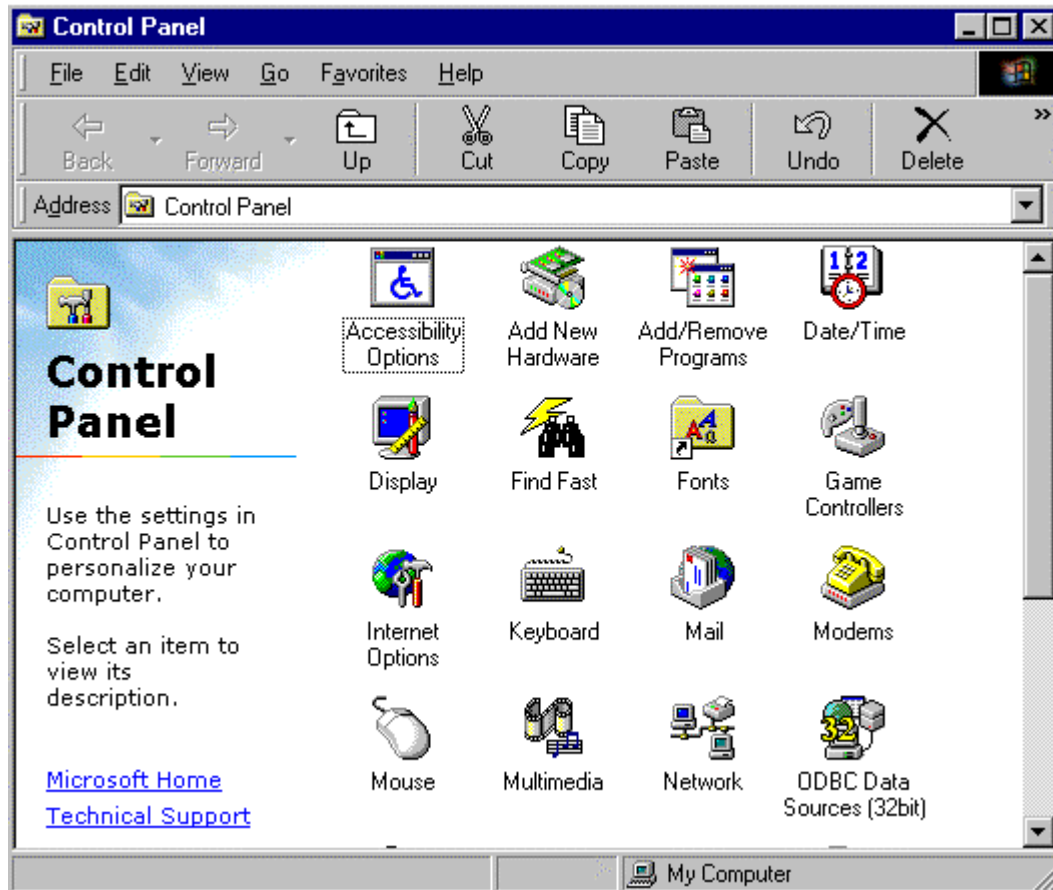 Control Panel
File Edit View Go Favorites Help
Back Forward Up Cut Copy Paste Undo Delete »
Address Control Panel
Control
Panel
Use the settings in
Control Panel to
personalize your
computer.
Select an item to
view its
description.
Microsoft Home
Technical Support
Accessibility
Options
Add New
Hardware
Add/Remove
Programs
Date/Time
Display
Find Fast
Fonts
Game
Controllers
Internet
Options
Keyboard
Mail
Modems
Mouse
Multimedia
Network
ODBC Data
Sources (32bit)
My Computer